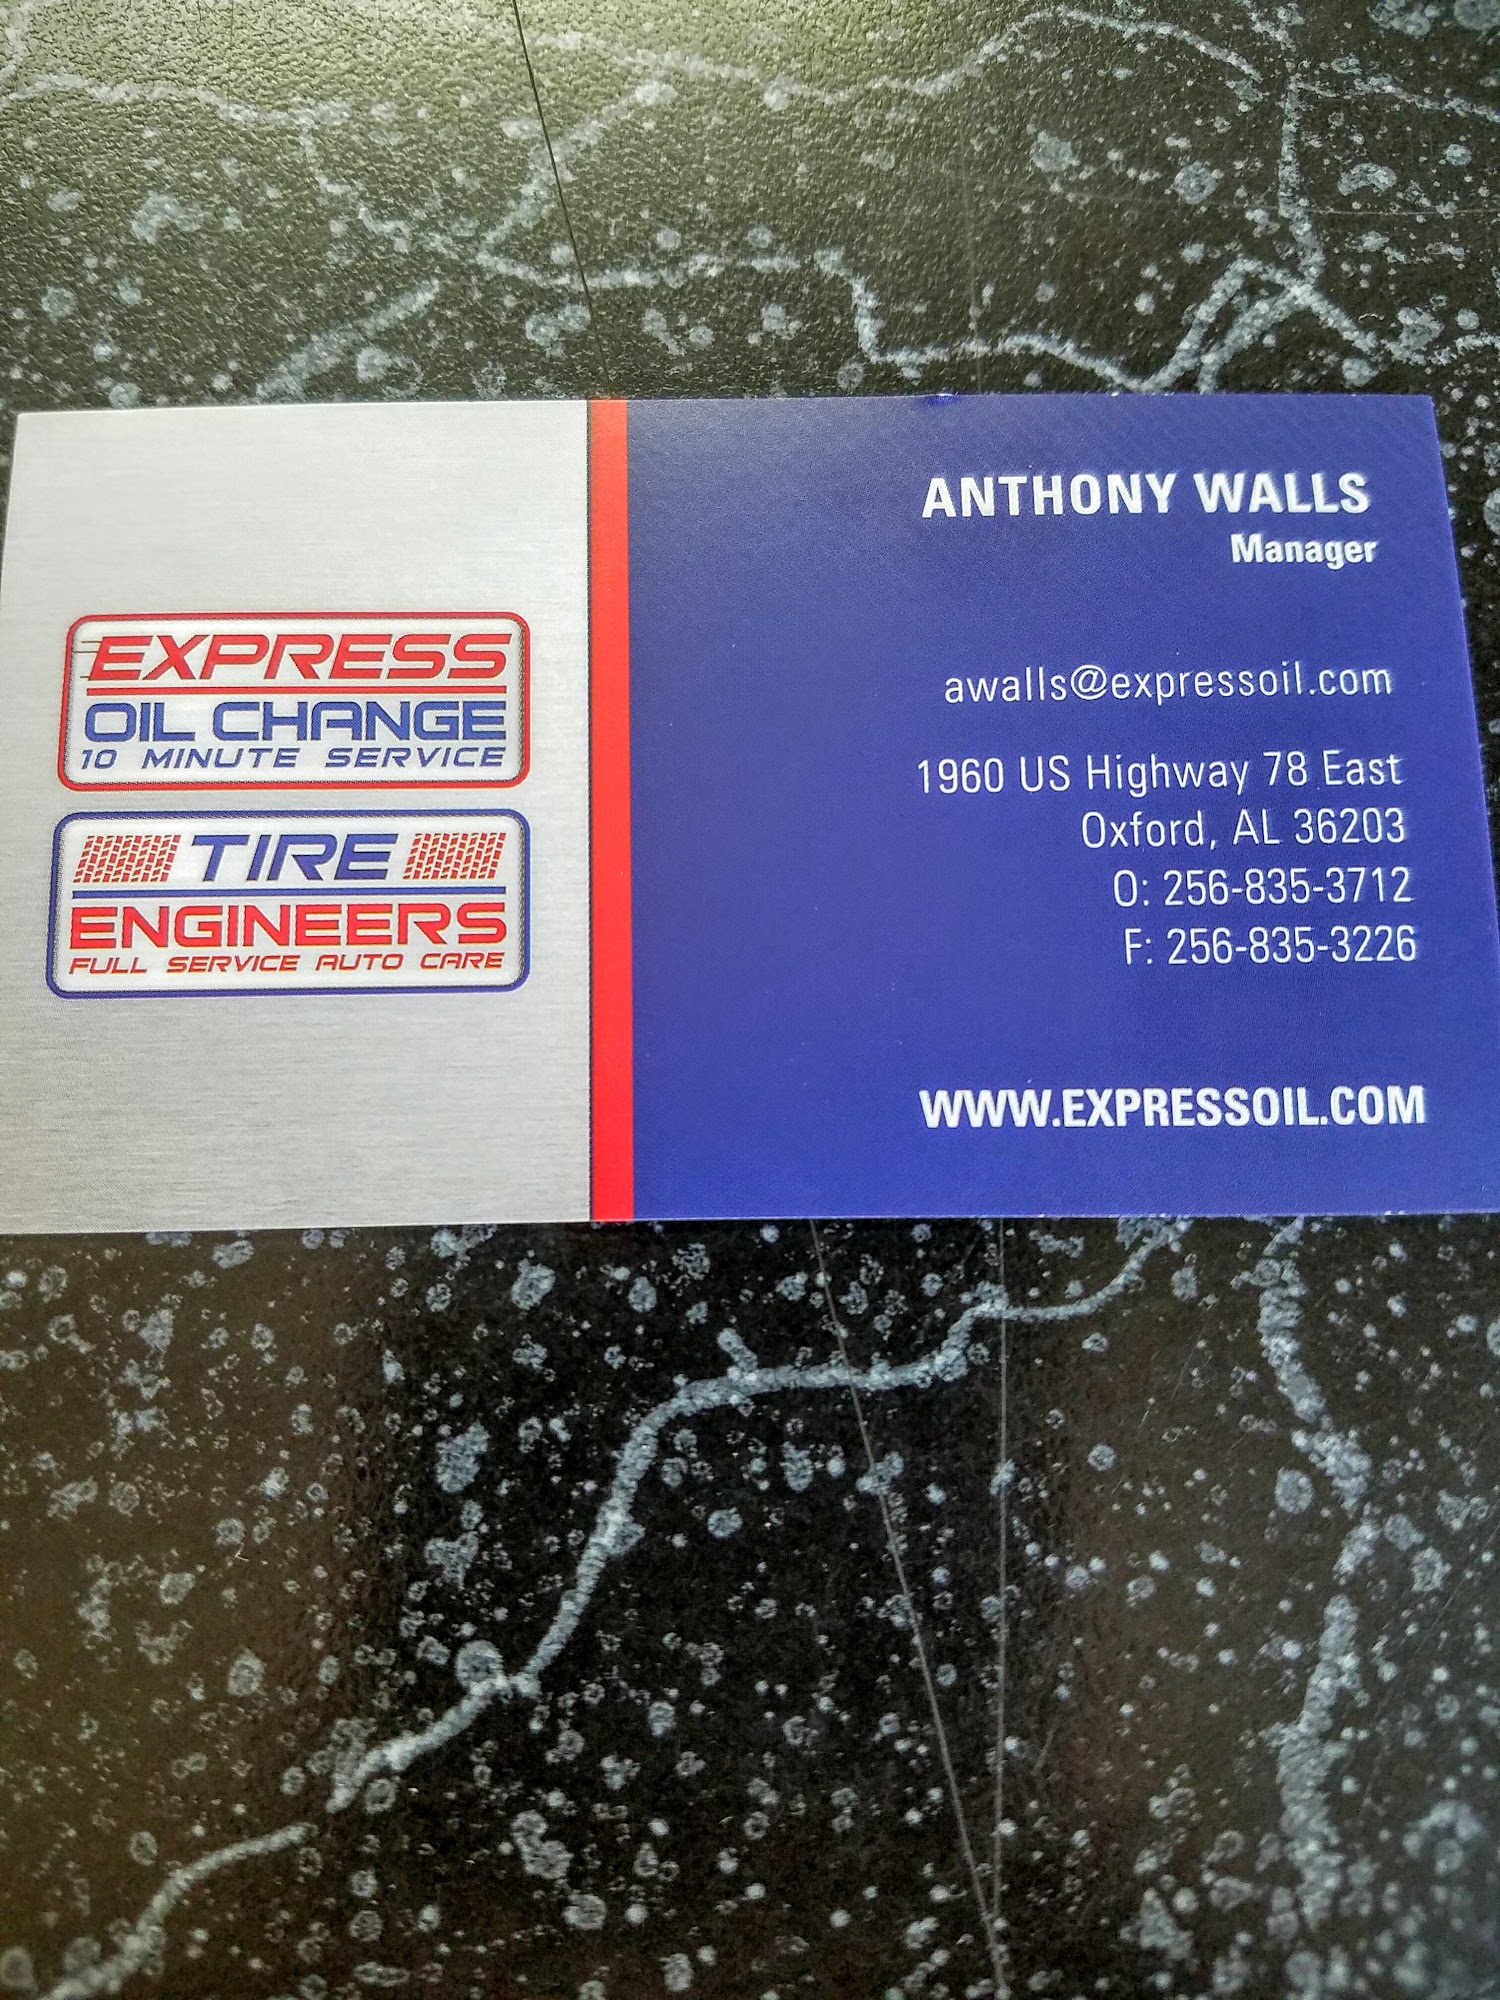 EXPRESS
OIL CHANGE
10 MINUTE SERVICE
TIRE
ENGINEERS
FULL SERVICE AUTO CARE
ANTHONY WALLS
Manager
awalls@expressoil.com
1960 US Highway 78 East
Oxford, AL 36203
O: 256-835-3712
F: 256-835-3226
WWW.EXPRESSOIL.COM